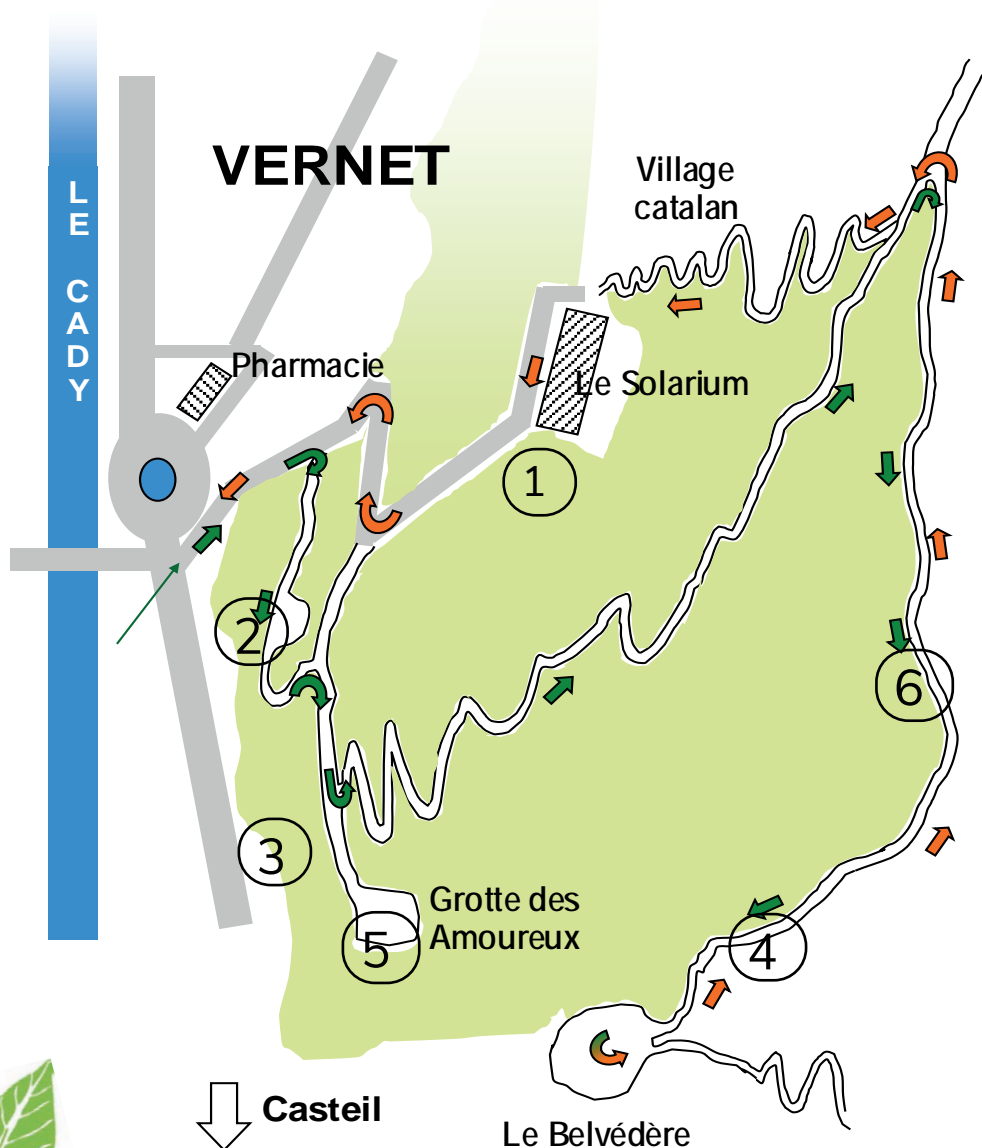 VERNET
Village
catalan
LE CADY
Pharmacie
Le Solarium
1
2
6
3
Grotte des
Amoureux
5
4
Casteil
Le Belvédère